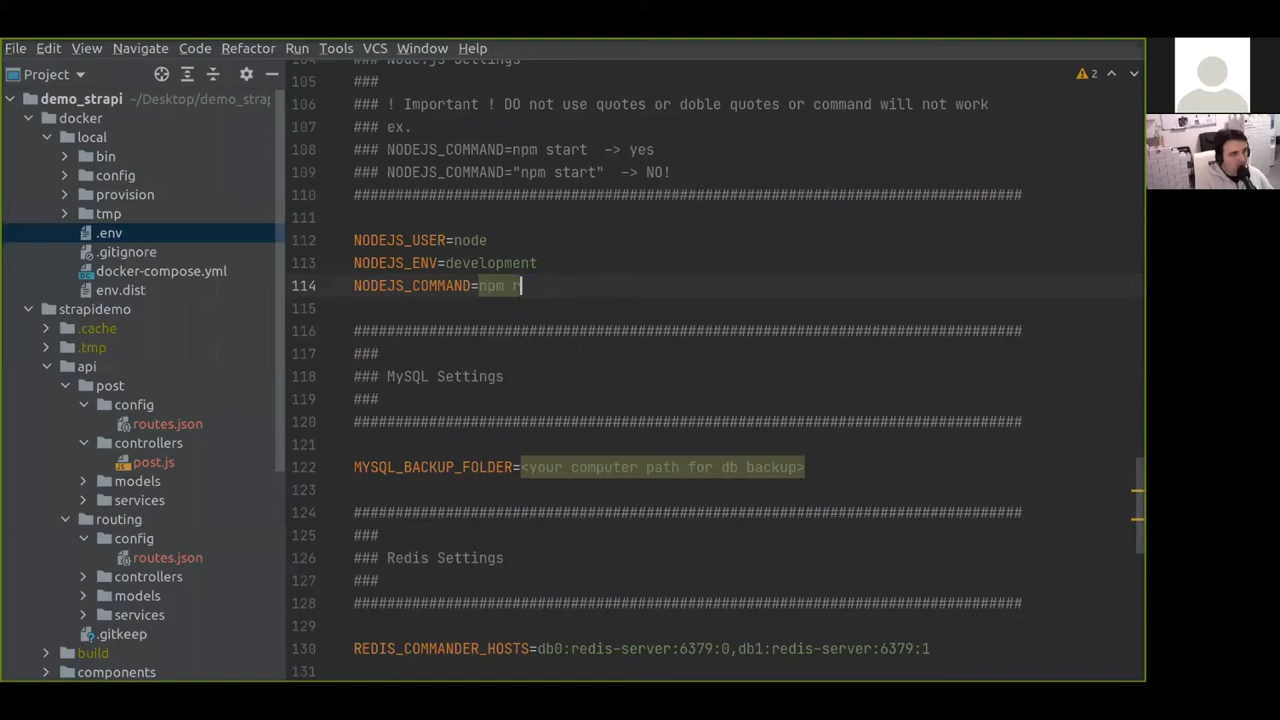 File Edit View Navigate Code Refactor Run Tools VCS Window Help
Project
demo_strapi ~/Desktop/demo_strap
docker
local
bin
config
provision
tmp
.env
.gitignore
docker-compose.yml
env.dist
strapidemo
.cache
.tmp
api
post
config
routes.json
controllers
post.js
models
services
routing
config
routes.json
controllers
models
services
.gitkeep
build
components
2
104 ### Node.js Settings
105 ###
106 ### ! Important ! DO not use quotes or doble quotes or command will not work
107 ### ex.
108 ### NODEJS_COMMAND=npm start -> yes
109 ### NODEJS_COMMAND="npm start" -> NO!
110 ################################################################################
111
112 NODEJS_USER=node
113 NODEJS_ENV=development
114 NODEJS_COMMAND=npm r
115
116 ################################################################################
117 ###
118 ### MySQL Settings
119 ###
120 ################################################################################
121
122 MYSQL_BACKUP_FOLDER=<your computer path for db backup>
123
124 ################################################################################
125 ###
126 ### Redis Settings
127 ###
128 ################################################################################
129
130 REDIS_COMMANDER_HOSTS=db0:redis-server:6379:0,db1:redis-server:6379:1
131